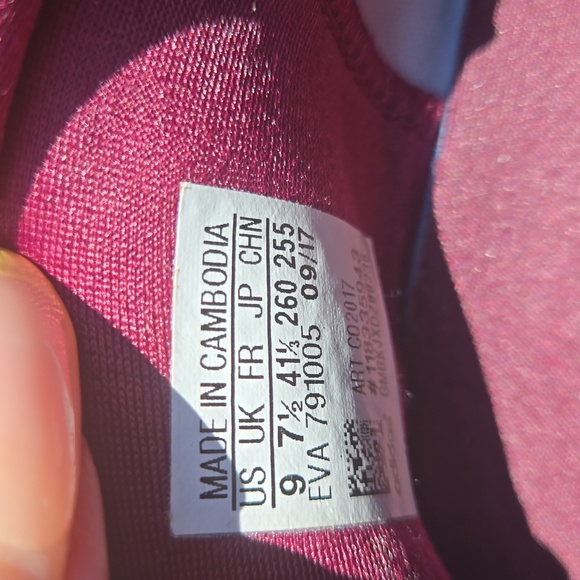 MADE IN CAMBODIA
US UK FR JP CHN
9 7½ 41⅓ 260 255
EVA 791005 09/17
ART CQ2017